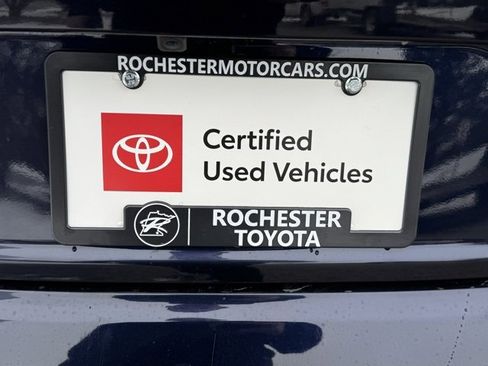 ROCHESTERMOTORCARS.COM
Certified
Used Vehicles
ROCHESTER
TOYOTA